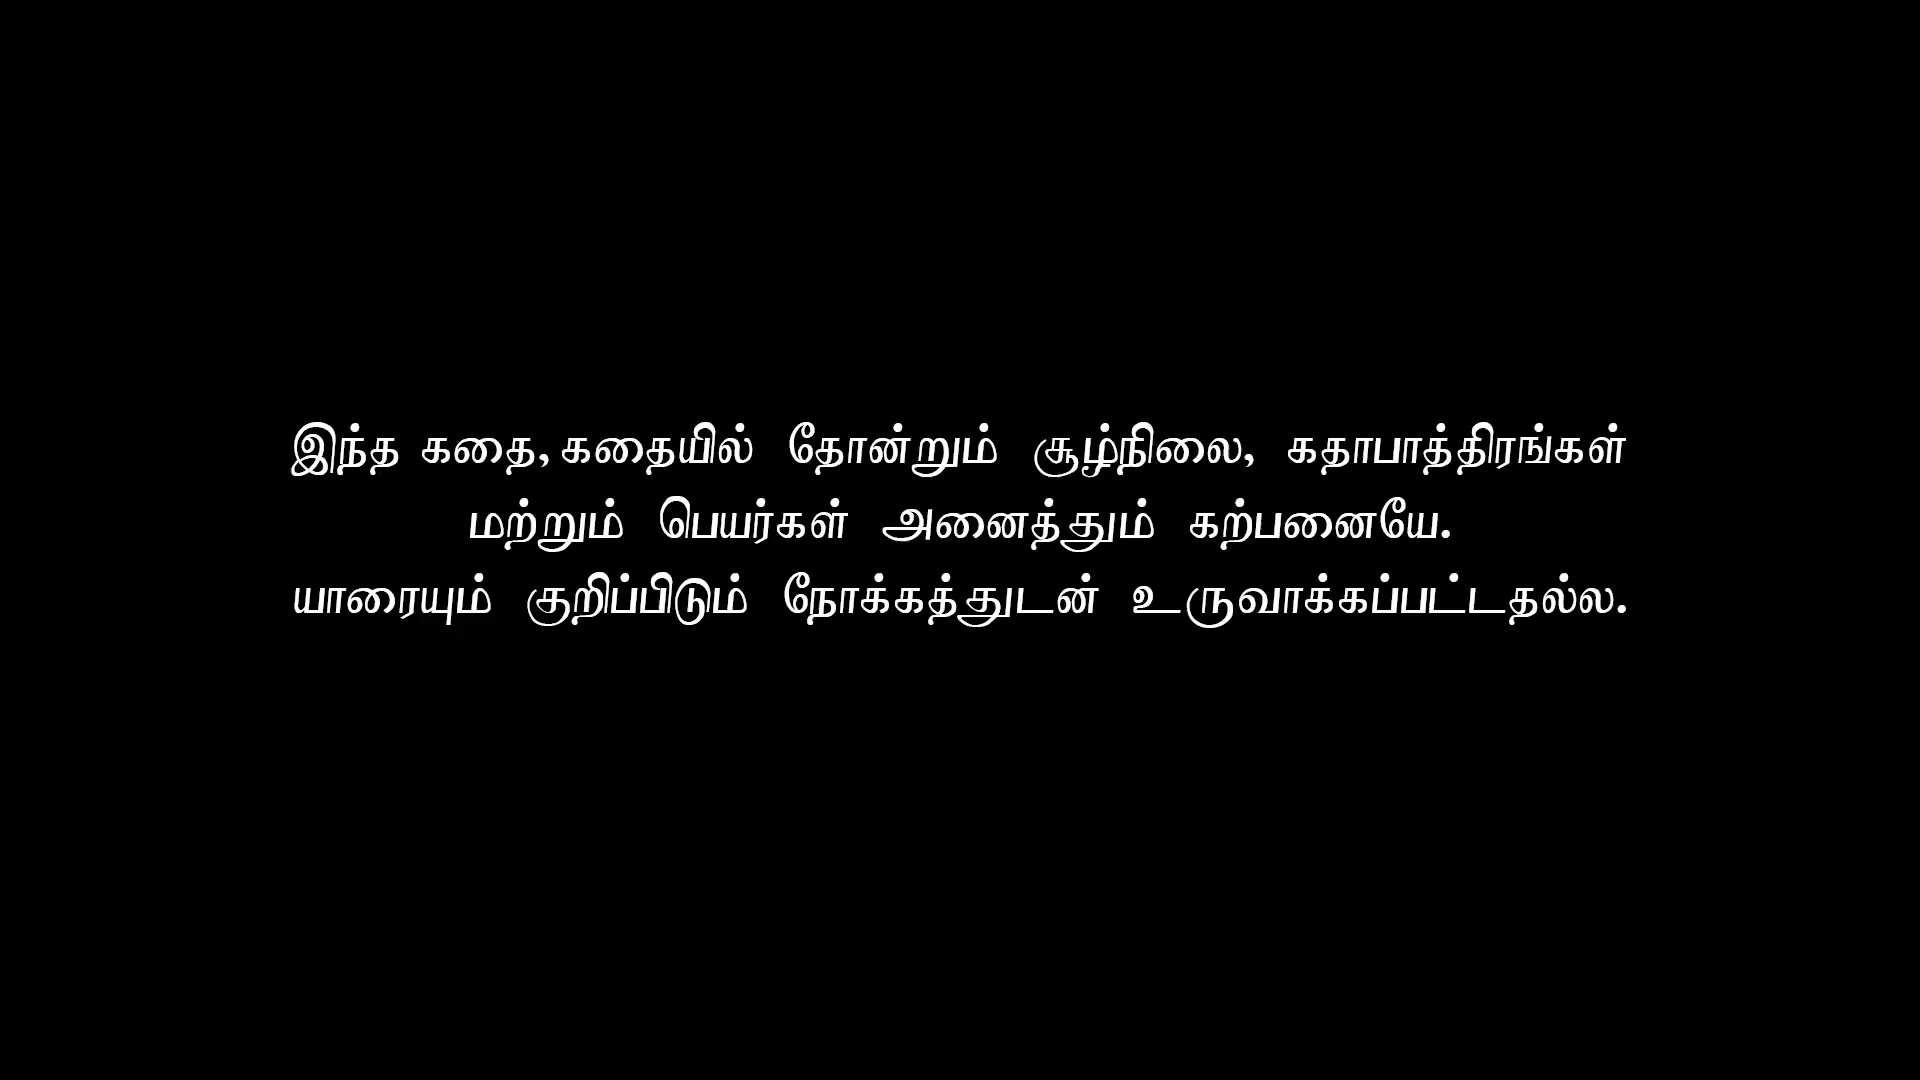 இந்த கதை,கதையில் தோன்றும் சூழ்நிலை, கதாபாத்திரங்கள்
மற்றும் பெயர்கள் அனைத்தும் கற்பனையே.
யாரையும் குறிப்பிடும் நோக்கத்துடன் உருவாக்கப்பட்டதல்ல.